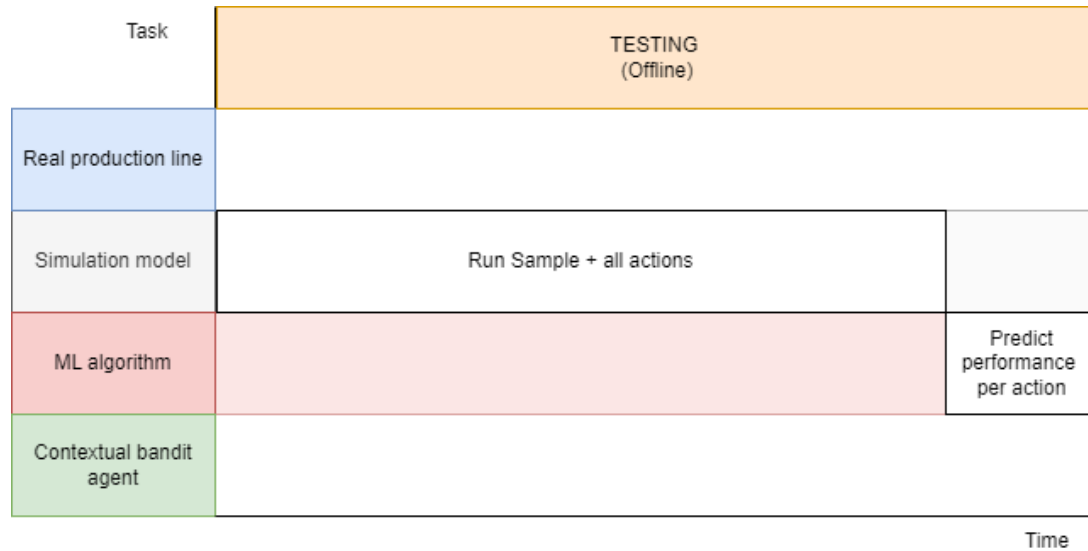 Task
TESTING
(Offline)
Real production line
Simulation model
Run Sample + all actions
ML algorithm
Predict
performance
per action
Contextual bandit
agent
Time